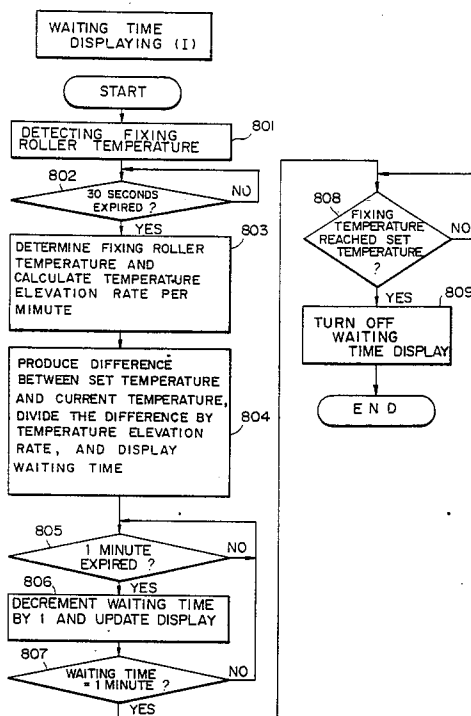 WAITING TIME
DISPLAYING (I)
START
801
DETECTING FIXING
ROLLER TEMPERATURE
802
30 SECONDS
EXPIRED ?
NO
YES
803
DETERMINE FIXING ROLLER
TEMPERATURE AND
CALCULATE TEMPERATURE
ELEVATION RATE PER
MIMUTE
PRODUCE DIFFERENCE
BETWEEN SET TEMPERATURE
AND CURRENT TEMPERATURE,
DIVIDE THE DIFFERENCE BY
TEMPERATURE ELEVATION
RATE, AND DISPLAY
WAITING TIME
804
805
1 MINUTE
EXPIRED ?
NO
806
YES
DECREMENT WAITING TIME
BY 1 AND UPDATE DISPLAY
807
WAITING TIME
= 1 MINUTE ?
NO
YES
808
FIXING
TEMPERATURE
REACHED SET
TEMPERATURE
?
NO
YES
809
TURN OFF
WAITING
TIME DISPLAY
END